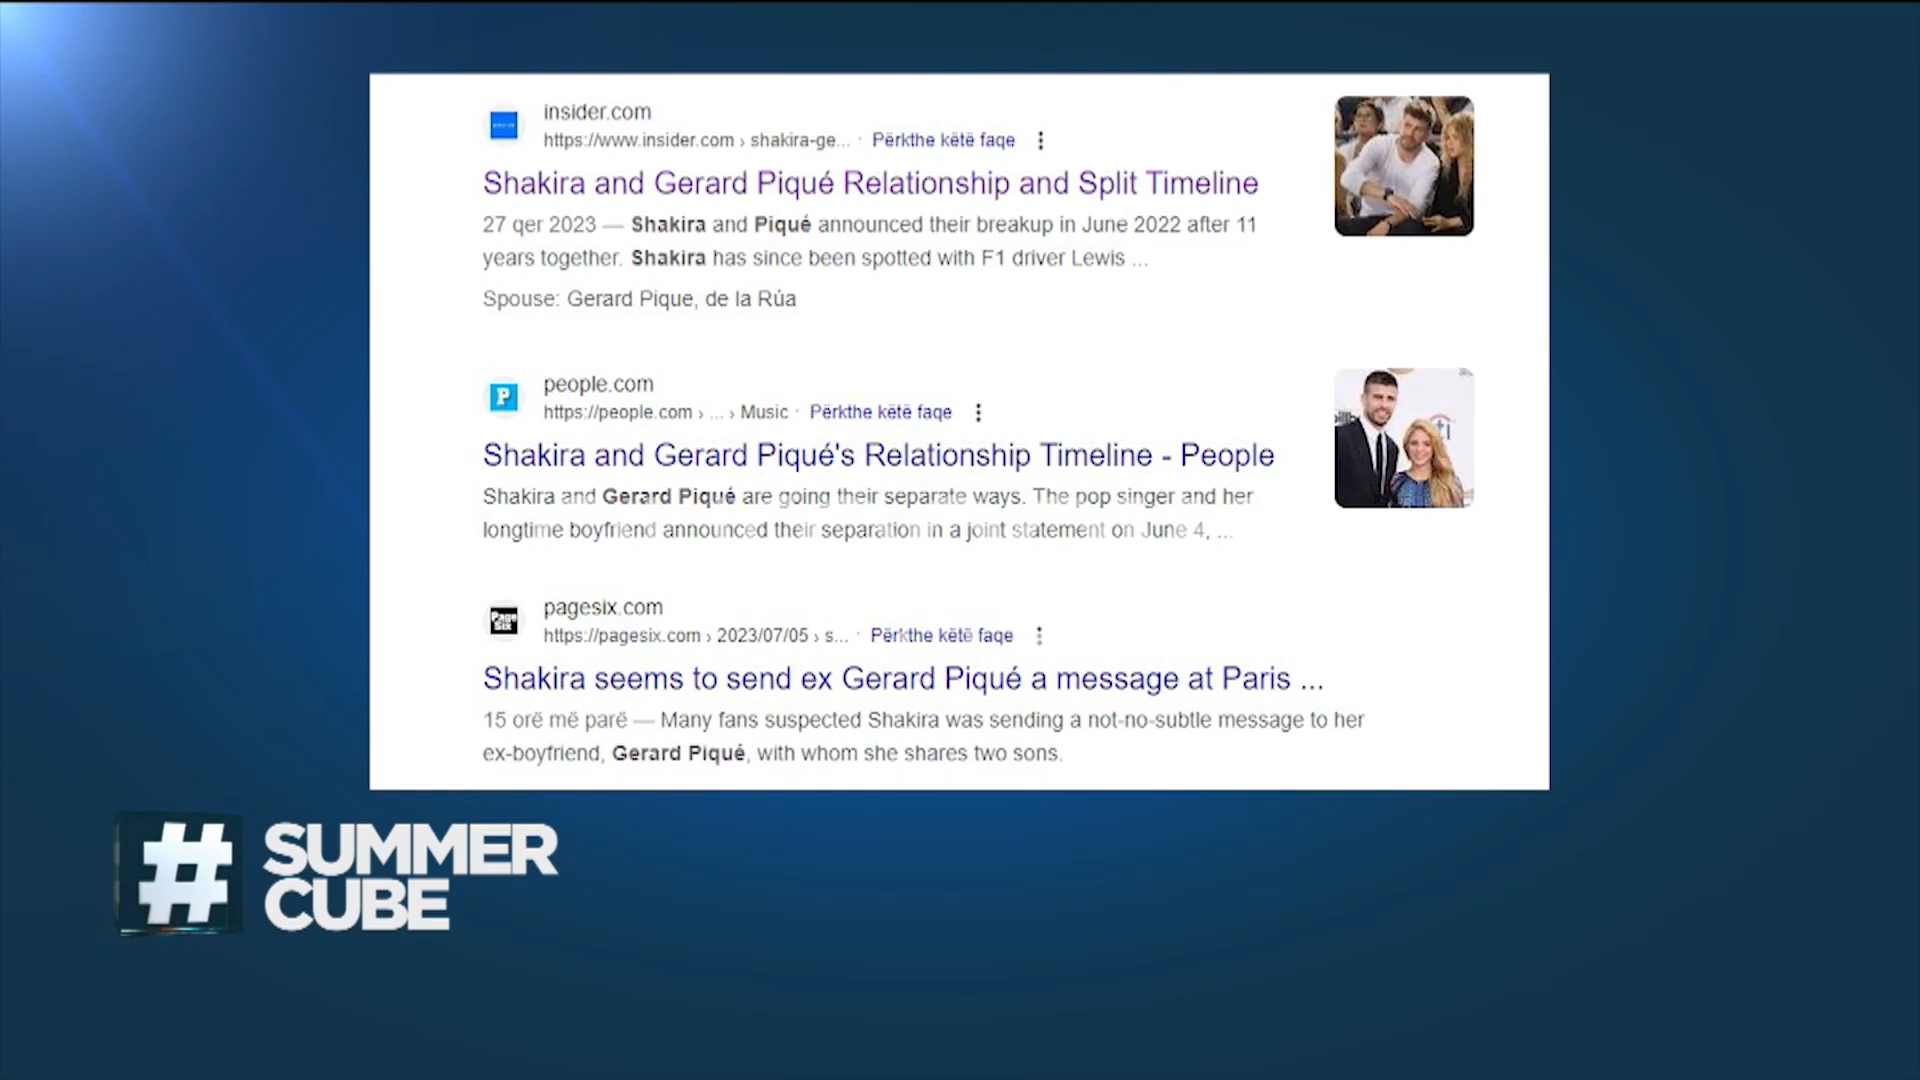 insider.com
https://www.insider.com › shakira-ge... · Përkthe këtë faqe
Shakira and Gerard Piqué Relationship and Split Timeline
27 qer 2023 — Shakira and Piqué announced their breakup in June 2022 after 11
years together. Shakira has since been spotted with F1 driver Lewis ...
Spouse: Gerard Pique, de la Rúa
P
people.com
https://people.com › ... › Music · Përkthe këtë faqe
Shakira and Gerard Piqué's Relationship Timeline - People
Shakira and Gerard Piqué are going their separate ways. The pop singer and her
longtime boyfriend announced their separation in a joint statement on June 4, ...
Page
Six
pagesix.com
https://pagesix.com › 2023/07/05 › s... · Përkthe këtë faqe
Shakira seems to send ex Gerard Piqué a message at Paris ...
15 orë më parë — Many fans suspected Shakira was sending a not-no-subtle message to her
ex-boyfriend, Gerard Piqué, with whom she shares two sons.
# SUMMER
CUBE